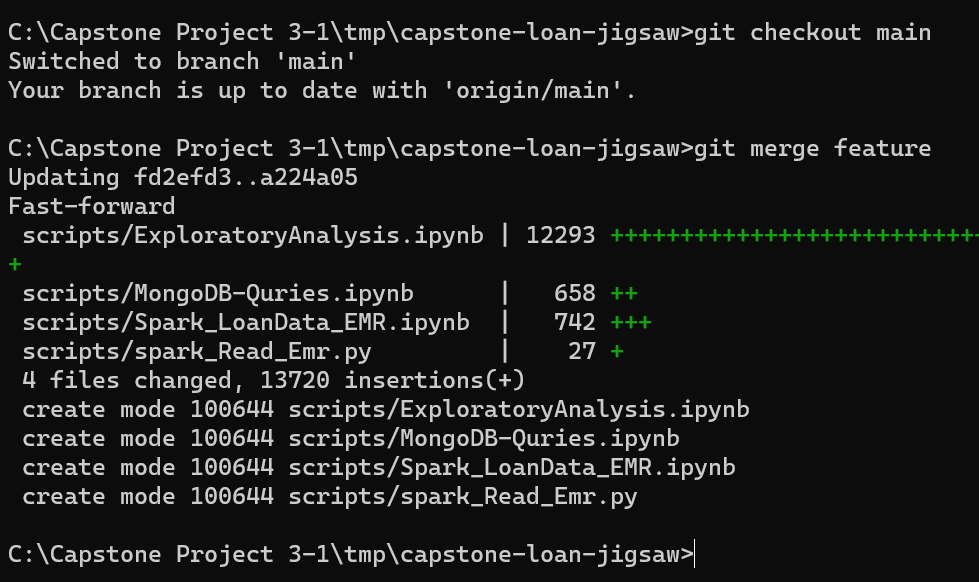 C:\Capstone Project 3-1\tmp\capstone-loan-jigsaw>git checkout main
Switched to branch 'main'
Your branch is up to date with 'origin/main'.
C:\Capstone Project 3-1\tmp\capstone-loan-jigsaw>git merge feature
Updating fd2efd3..a224a05
Fast-forward
 scripts/ExploratoryAnalysis.ipynb | 12293 +++++++++++++++++++++++++++
+
 scripts/MongoDB-Quries.ipynb      |   658 ++
 scripts/Spark_LoanData_EMR.ipynb  |   742 +++
 scripts/spark_Read_Emr.py         |    27 +
 4 files changed, 13720 insertions(+)
 create mode 100644 scripts/ExploratoryAnalysis.ipynb
 create mode 100644 scripts/MongoDB-Quries.ipynb
 create mode 100644 scripts/Spark_LoanData_EMR.ipynb
 create mode 100644 scripts/spark_Read_Emr.py
C:\Capstone Project 3-1\tmp\capstone-loan-jigsaw>